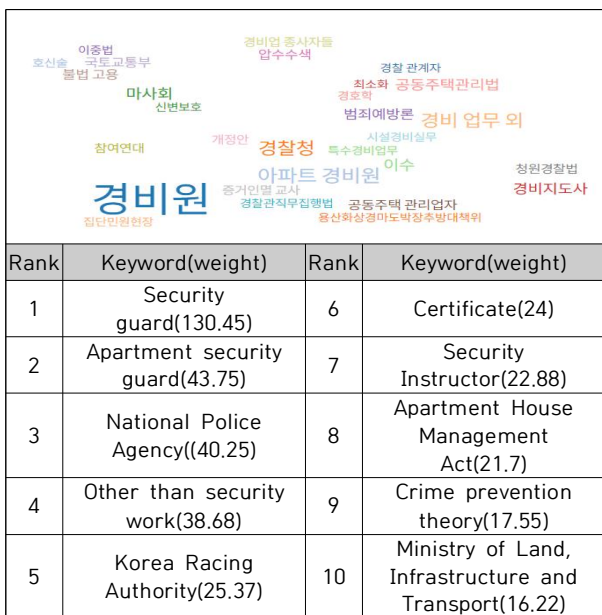 이중법
경비업 종사자들
호신술 국토교통부
압수수색
불법 고용
경찰 관계자
마사회
최소화 공동주택관리법
신변보호
경호학
범죄예방론 경비 업무 외
개정안
시설경비실무
참여연대
경찰청
특수경비업무
이수
아파트 경비원
청원경찰법
경비원
증거인멸 교사
경비지도사
경찰관직무집행법
공동주택 관리업자
집단민원현장
용산화상경마도박장추방대책위
Rank Keyword(weight) Rank Keyword(weight)
1 Security guard(130.45) 6 Certificate(24)
2 Apartment security guard(43.75) 7 Security Instructor(22.88)
3 National Police Agency((40.25) 8 Apartment House Management Act(21.7)
4 Other than security work(38.68) 9 Crime prevention theory(17.55)
5 Korea Racing Authority(25.37) 10 Ministry of Land, Infrastructure and Transport(16.22)